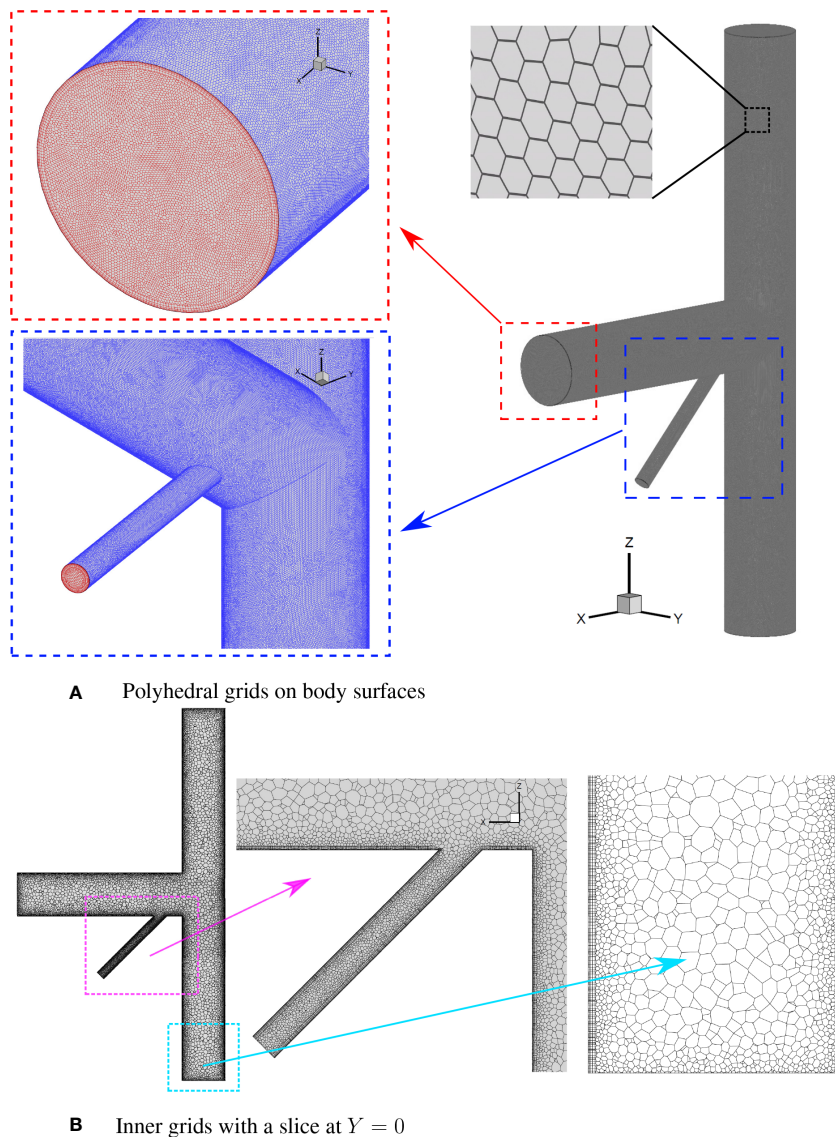 Z
X
Y
Z
X
Y
Z
X
Y
A Polyhedral grids on body surfaces
Z
X
B Inner grids with a slice at Y = 0